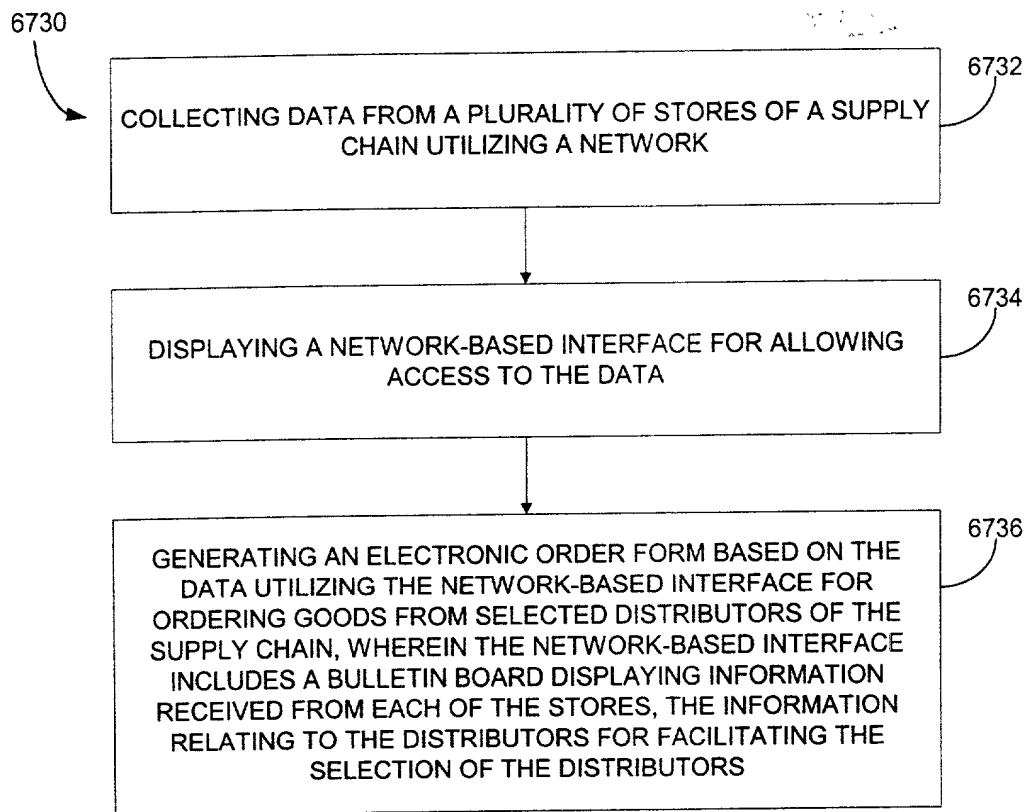 6730
6732
COLLECTING DATA FROM A PLURALITY OF STORES OF A SUPPLY
CHAIN UTILIZING A NETWORK
6734
DISPLAYING A NETWORK-BASED INTERFACE FOR ALLOWING
ACCESS TO THE DATA
6736
GENERATING AN ELECTRONIC ORDER FORM BASED ON THE
DATA UTILIZING THE NETWORK-BASED INTERFACE FOR
ORDERING GOODS FROM SELECTED DISTRIBUTORS OF THE
SUPPLY CHAIN, WHEREIN THE NETWORK-BASED INTERFACE
INCLUDES A BULLETIN BOARD DISPLAYING INFORMATION
RECEIVED FROM EACH OF THE STORES, THE INFORMATION
RELATING TO THE DISTRIBUTORS FOR FACILITATING THE
SELECTION OF THE DISTRIBUTORS